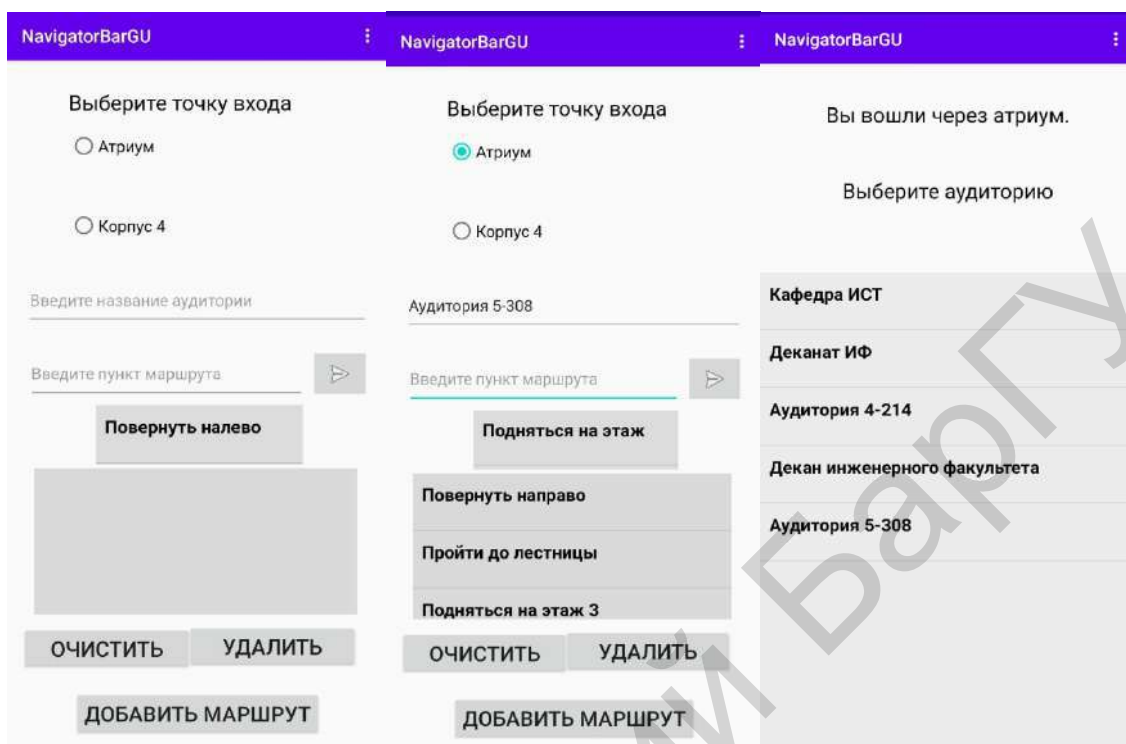 NavigatorBarGU
Выберите точку входа
Атриум
Корпус 4
Введите название аудитории
Введите пункт маршрута
Повернуть налево
ОЧИСТИТЬ
УДАЛИТЬ
ДОБАВИТЬ МАРШРУТ
NavigatorBarGU
Выберите точку входа
Атриум
Корпус 4
Аудитория 5-308
Введите пункт маршрута
Подняться на этаж
Повернуть направо
Пройти до лестницы
Подняться на этаж 3
ОЧИСТИТЬ
УДАЛИТЬ
ДОБАВИТЬ МАРШРУТ
NavigatorBarGU
Вы вошли через атриум.
Выберите аудиторию
Кафедра ИСТ
Деканат ИФ
Аудитория 4-214
Декан инженерного факультета
Аудитория 5-308
ий БарГУ